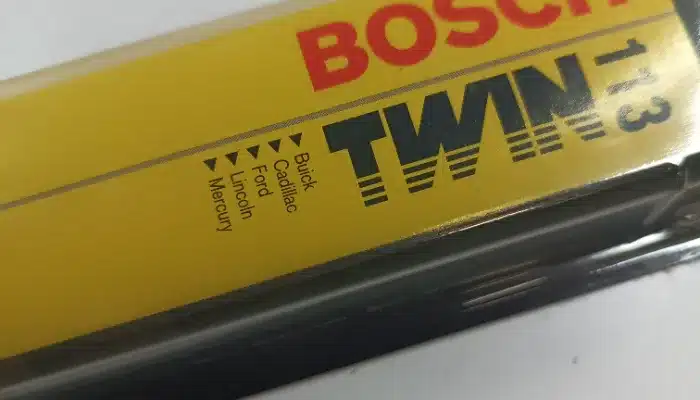 BOSCH
TWIN
113
Buick
Cadillac
Ford
Lincoln
Mercury